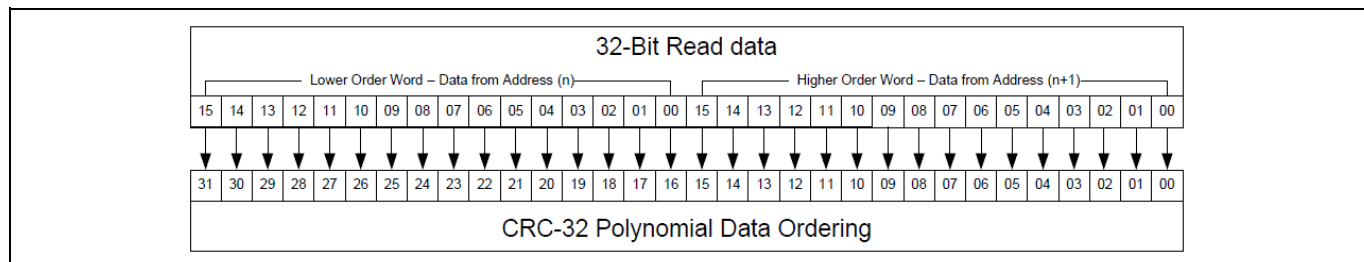 32-Bit Read data
Lower Order Word – Data from Address (n) Higher Order Word – Data from Address (n+1)
15 14 13 12 11 10 09 08 07 06 05 04 03 02 01 00 15 14 13 12 11 10 09 08 07 06 05 04 03 02 01 00
31 30 29 28 27 26 25 24 23 22 21 20 19 18 17 16 15 14 13 12 11 10 09 08 07 06 05 04 03 02 01 00
CRC-32 Polynomial Data Ordering